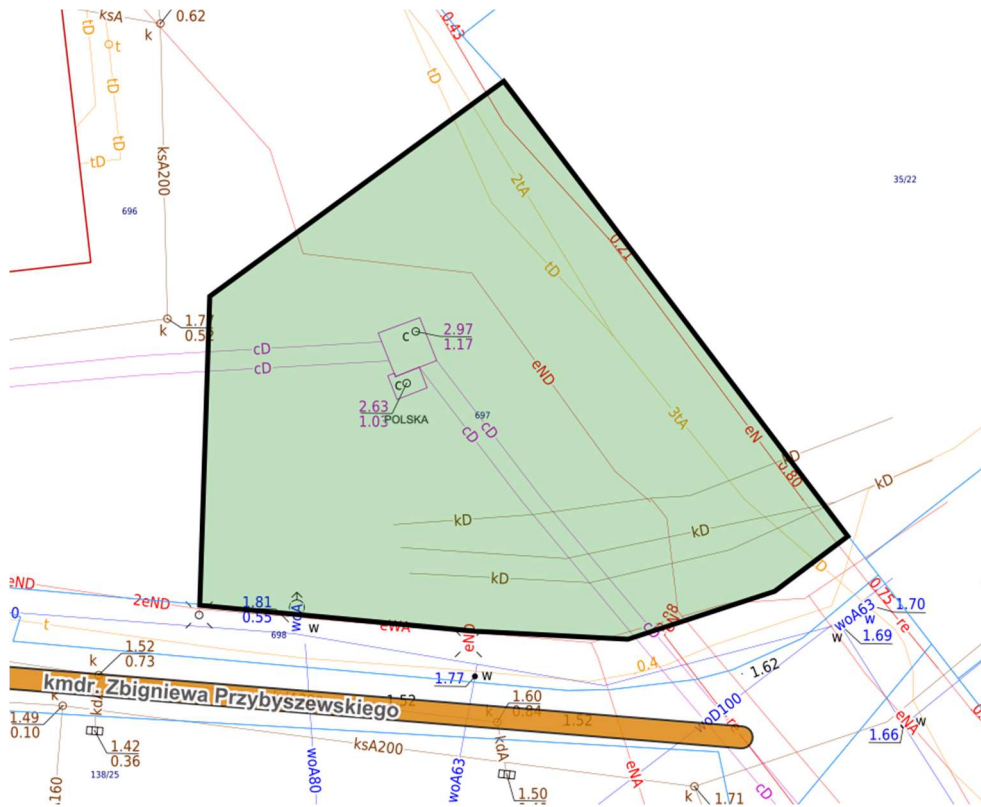 ksA
0.62
k
0.43
tD
t
tD
tD
tD
tD
ksA200
2tA
35/22
696
0.21
tD
k
cD
cD
c
2.97
1.17
c
2.63
1.03
POLSKA
697
cD
cD
eND
3tA
eN
0.80
kD
kD
kD
kD
eND
2eND
1.81
0.55
woA
w
698
eWA
eND
0
t
k
1.52
0.73
0.4
1.62
0.75
re
woA63
w
1.70
w
1.69
kmdr. Zbigniewa Przybyszewskiego
1.52
1.77
w
1.60
0.84
1.52
k
1.49
0.10
1.42
0.36
138/25
ksA200
kdA
woA80
woA63
woD100
re
eNA
eNA
w
1.66
cD
1.50
k
1.71
.160